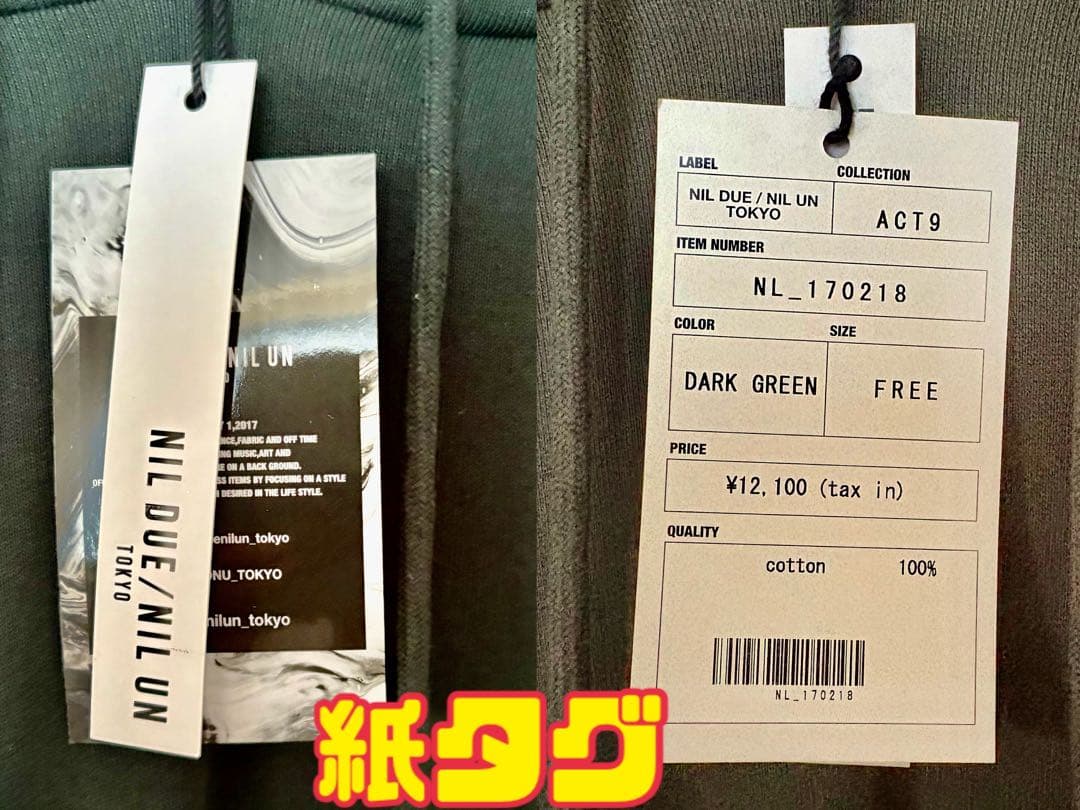 NIL DUE/NIL UN
TOKYO
NIL UN
1,2017
,FABRIC AND OFF TIME
MUSIC,ART AND
ON A BACK GROUND.
ITEMS BY FOCUSING ON A STYLE
DESIRED IN THE LIFE STYLE.
enilun_tokyo
NU_TOKYO
nilun_tokyo
LABEL
COLLECTION
NIL DUE / NIL UN
TOKYO
ACT9
ITEM NUMBER
NL_170218
COLOR
SIZE
DARK GREEN
FREE
PRICE
¥12,100 (tax in)
QUALITY
cotton 100%
NL_170218
紙タグ